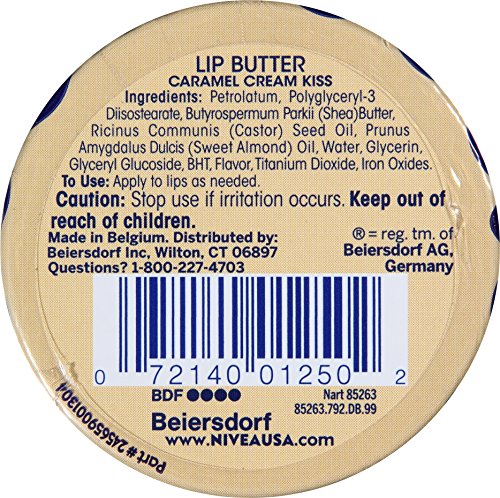 LIP BUTTER
CARAMEL CREAM KISS
Ingredients: Petrolatum, Polyglyceryl-3
Diisostearate, Butyrospermum Parkii (Shea)Butter,
Ricinus Communis (Castor) Seed Oil, Prunus
Amygdalus Dulcis (Sweet Almond) Oil, Water, Glycerin,
Glyceryl Glucoside, BHT, Flavor, Titanium Dioxide, Iron Oxides.
To Use: Apply to lips as needed.
Caution: Stop use if irritation occurs. Keep out of
reach of children.
Made in Belgium. Distributed by:
Beiersdorf Inc, Wilton, CT 06897
Questions? 1-800-227-4703
® = reg. tm. of
Beiersdorf AG,
Germany
0 72140 01250 2
BDF
Nart 85263
85263.792.DB.99
Beiersdorf
www.NIVEAUSA.com
Part # 245659001304